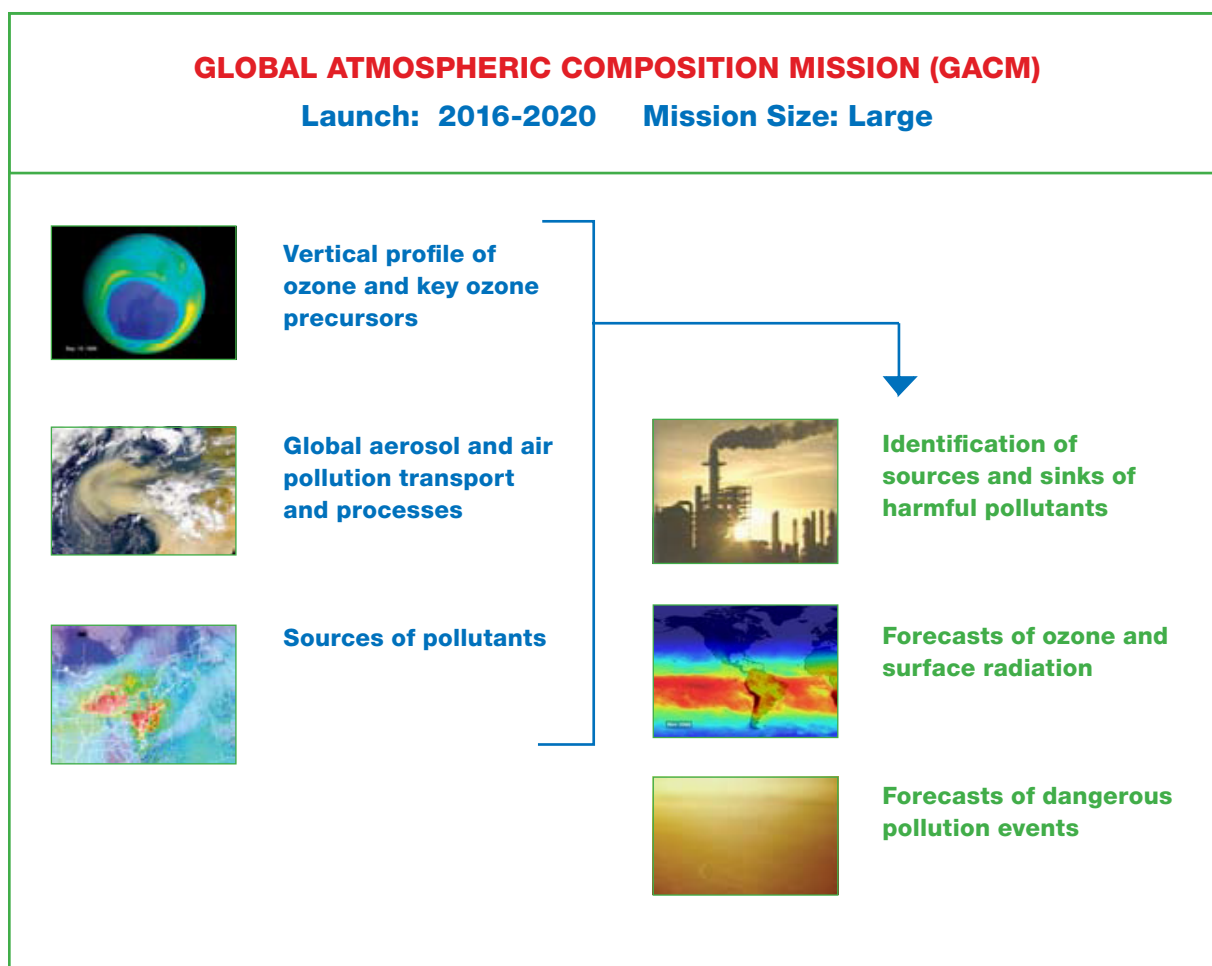 GLOBAL ATMOSPHERIC COMPOSITION MISSION (GACM)
Launch: 2016-2020 Mission Size: Large
Vertical profile of
ozone and key ozone
precursors
Global aerosol and air
pollution transport
and processes
Sources of pollutants
Identification of
sources and sinks of
harmful pollutants
Forecasts of ozone and
surface radiation
Forecasts of dangerous
pollution events